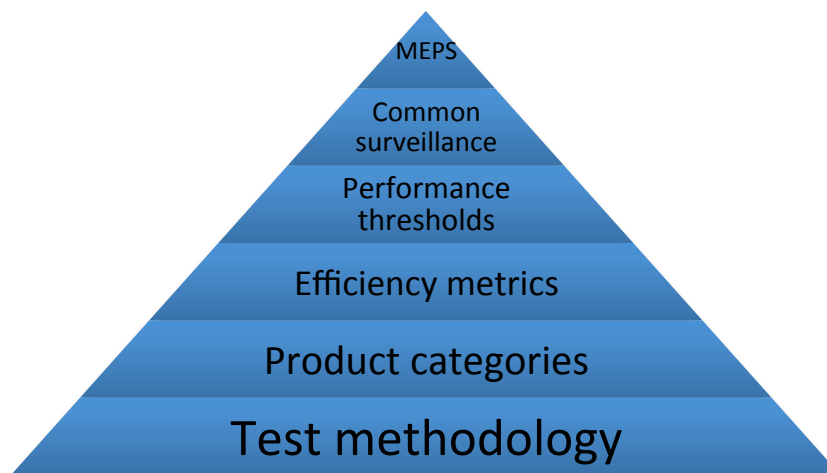 MEPS
Common
surveillance
Performance
thresholds
Efficiency metrics
Product categories
Test methodology